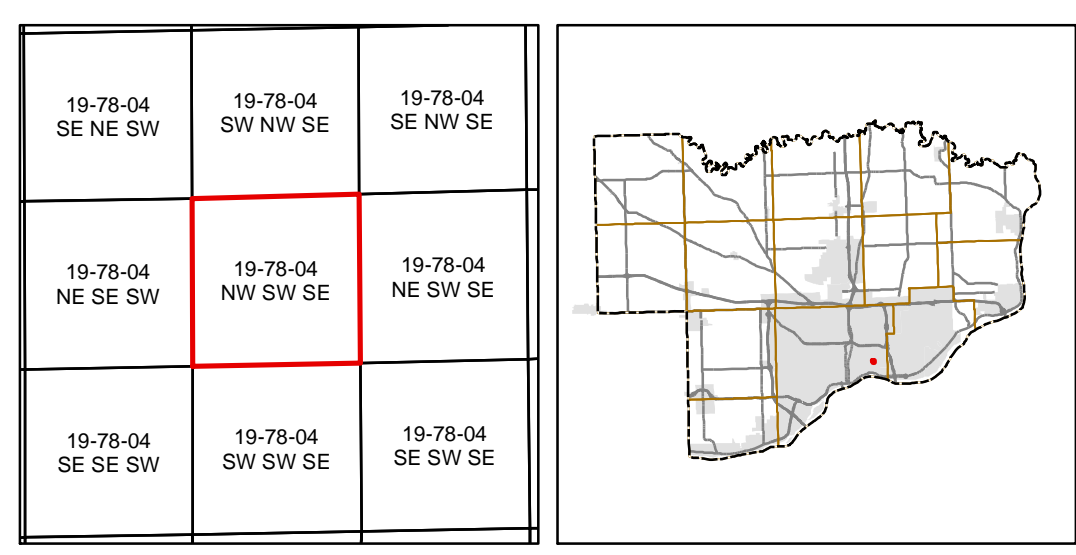 19-78-04
SE NE SW
19-78-04
SW NW SE
19-78-04
SE NW SE
19-78-04
NE SE SW
19-78-04
NW SW SE
19-78-04
NE SW SE
19-78-04
SE SE SW
19-78-04
SW SW SE
19-78-04
SE SW SE